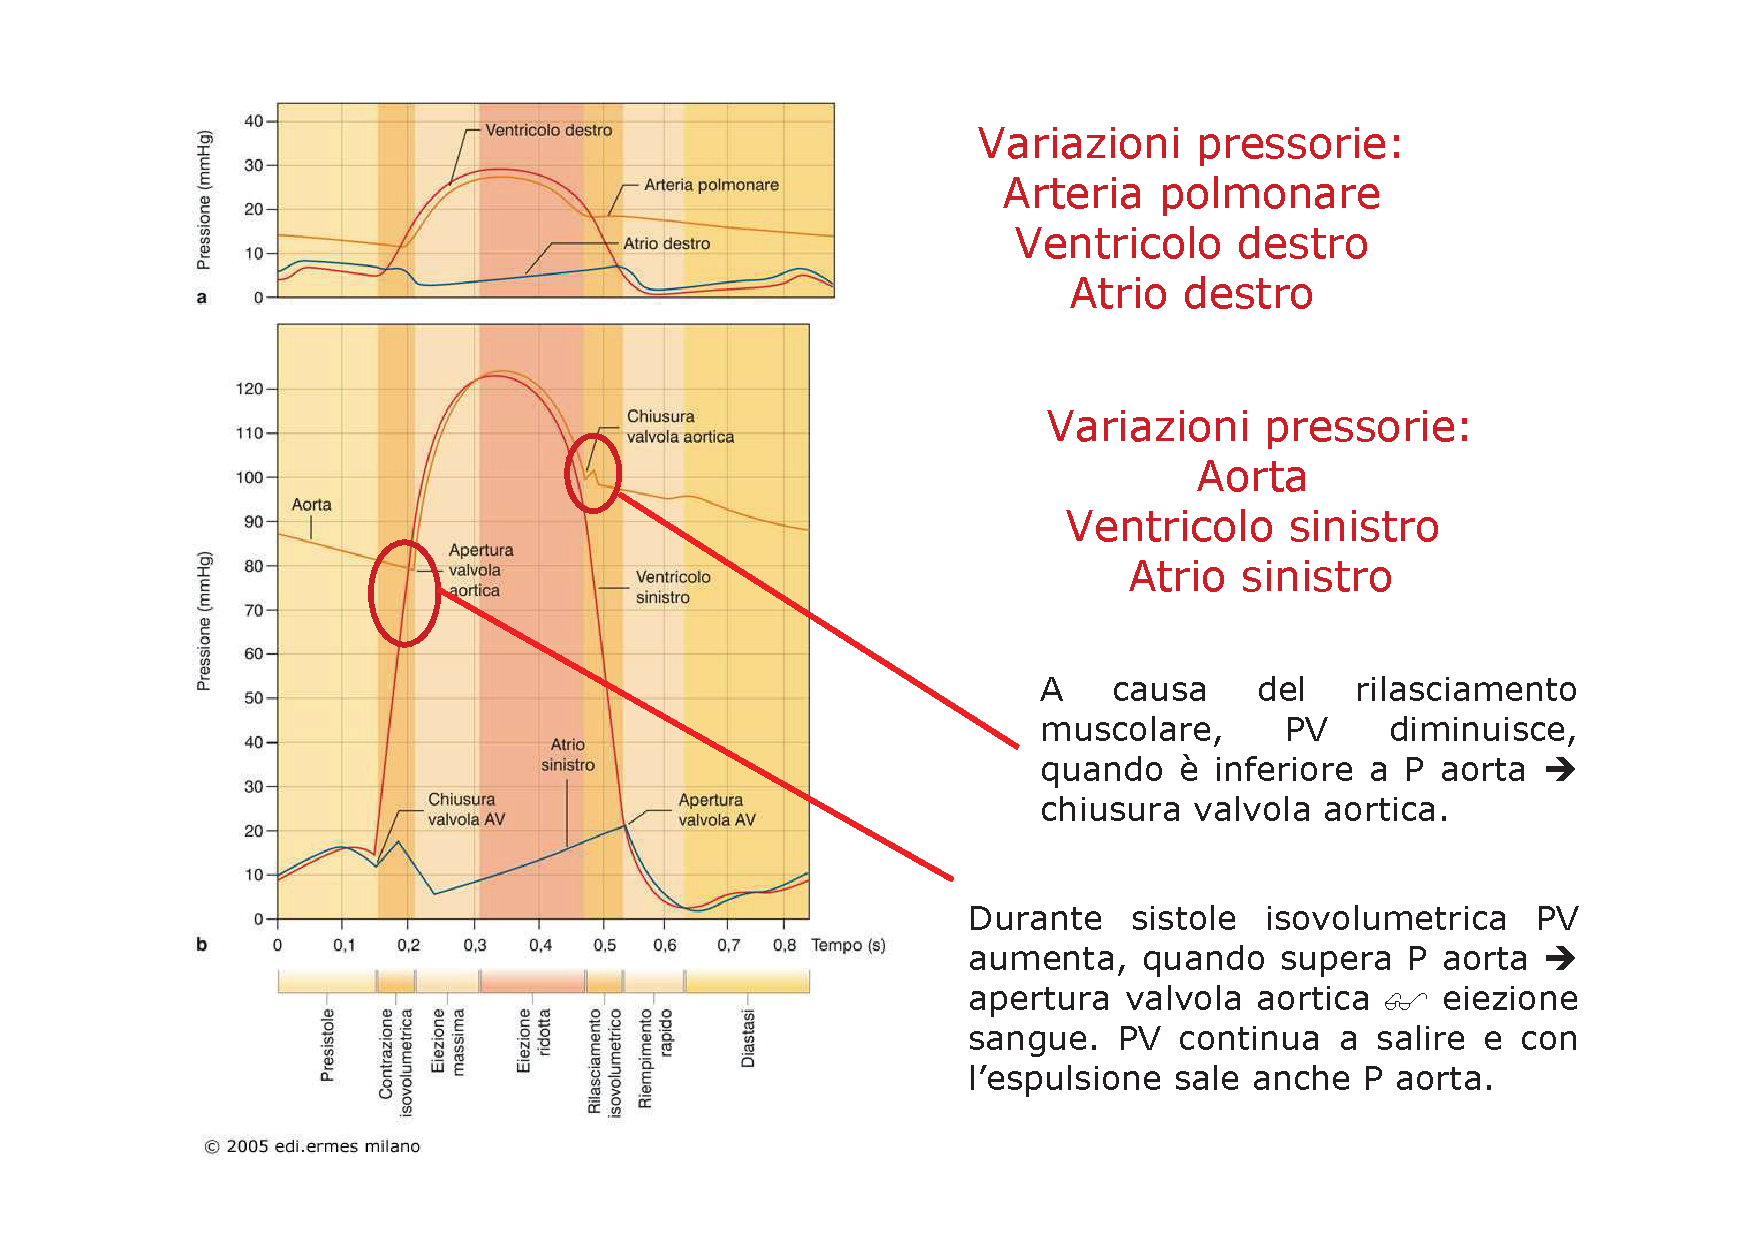 40
30
20
10
0
Pressione (mmHg)
a
Ventricolo destro
Arteria polmonare
Atrio destro
Variazioni pressorie:
Arteria polmonare
Ventricolo destro
Atrio destro
120
110
100
90
80
70
60
50
40
30
20
10
0
Pressione (mmHg)
b
Aorta
Chiusura
valvola aortica
Apertura
valvola
aortica
Ventricolo
sinistro
Atrio
sinistro
Chiusura
valvola AV
Apertura
valvola AV
0 0,1 0,2 0,3 0,4 0,5 0,6 0,7 0,8 Tempo (s)
Presistole
Contrazione
isovolumetrica
Eiezione
massima
Eiezione
ridotta
Rilasciamento
isovolumetrico
Riempimento
rapido
Diastasi
© 2005 edi.ermes milano
Variazioni pressorie:
Aorta
Ventricolo sinistro
Atrio sinistro
A causa del rilasciamento
muscolare, PV diminuisce,
quando è inferiore a P aorta ➔
chiusura valvola aortica.
Durante sistole isovolumetrica PV
aumenta, quando supera P aorta ➔
apertura valvola aortica 👓 eiezione
sangue. PV continua a salire e con
l’espulsione sale anche P aorta.